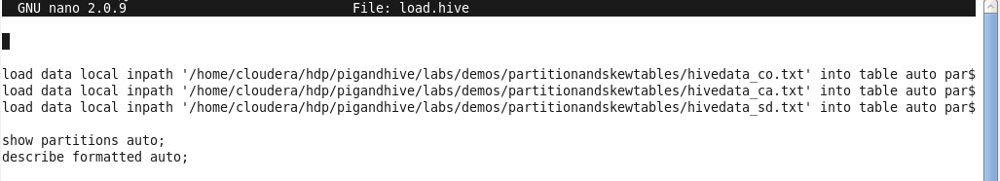 GNU nano 2.0.9 File: load.hive
load data local inpath '/home/cloudera/hdp/pigandhive/labs/demos/partitionandskewtables/hivedata_co.txt' into table auto par$
load data local inpath '/home/cloudera/hdp/pigandhive/labs/demos/partitionandskewtables/hivedata_ca.txt' into table auto par$
load data local inpath '/home/cloudera/hdp/pigandhive/labs/demos/partitionandskewtables/hivedata_sd.txt' into table auto par$
show partitions auto;
describe formatted auto;